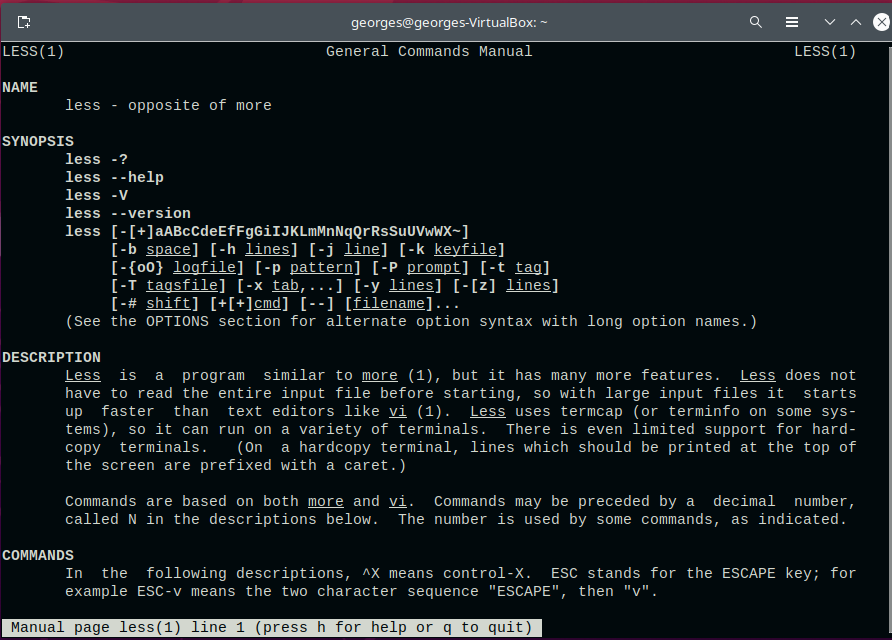 georges@georges-VirtualBox: ~
LESS(1) General Commands Manual LESS(1)
NAME
less - opposite of more
SYNOPSIS
less -?
less --help
less -V
less --version
less [-[+]aABcCdeEfFgGiIJKLmMnNqQrRsSuUVwWX~]
[-b space] [-h lines] [-j line] [-k keyfile]
[-{oO} logfile] [-p pattern] [-P prompt] [-t tag]
[-T tagsfile] [-x tab,...] [-y lines] [-[z] lines]
[-# shift] [+[+]cmd] [--] [filename]...
(See the OPTIONS section for alternate option syntax with long option names.)
DESCRIPTION
Less is a program similar to more (1), but it has many more features. Less does not
have to read the entire input file before starting, so with large input files it starts
up faster than text editors like vi (1). Less uses termcap (or terminfo on some sys-
tems), so it can run on a variety of terminals. There is even limited support for hard-
copy terminals. (On a hardcopy terminal, lines which should be printed at the top of
the screen are prefixed with a caret.)
Commands are based on both more and vi. Commands may be preceded by a decimal number,
called N in the descriptions below. The number is used by some commands, as indicated.
COMMANDS
In the following descriptions, ^X means control-X. ESC stands for the ESCAPE key; for
example ESC-v means the two character sequence "ESCAPE", then "v".
Manual page less(1) line 1 (press h for help or q to quit)